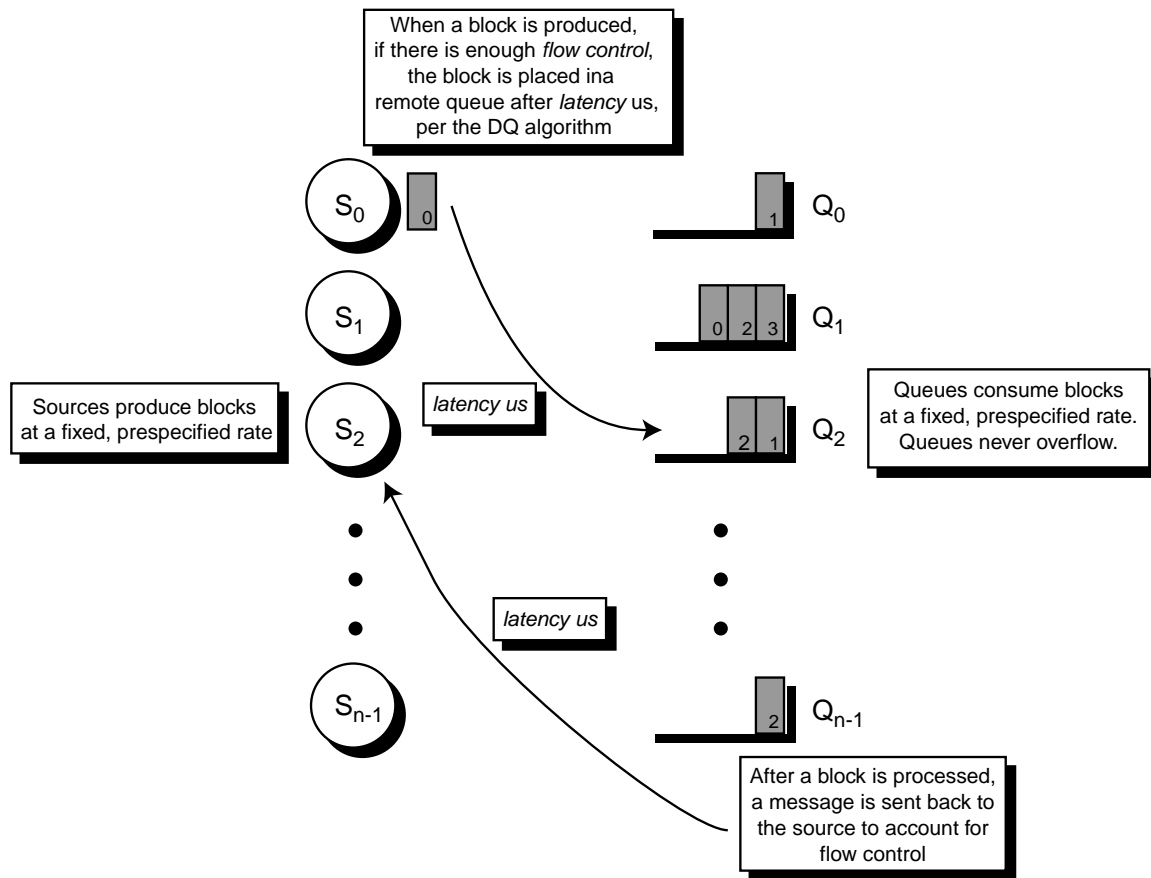 When a block is produced,
if there is enough flow control,
the block is placed ina
remote queue after latency us,
per the DQ algorithm
S0
0
1
Q0
S1
0 2 3
Q1
Sources produce blocks
at a fixed, prespecified rate
S2
latency us
2 1
Q2
Queues consume blocks
at a fixed, prespecified rate.
Queues never overflow.
latency us
Sn-1
2
Qn-1
After a block is processed,
a message is sent back to
the source to account for
flow control